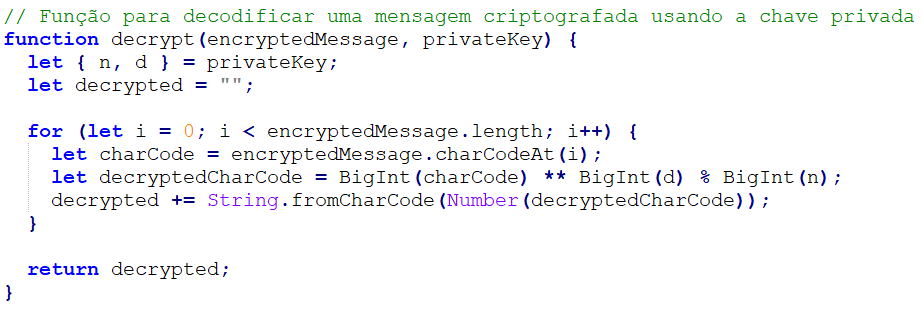 // Função para decodificar uma mensagem criptografada usando a chave privada
function decrypt(encryptedMessage, privateKey) {
  let { n, d } = privateKey;
  let decrypted = "";

  for (let i = 0; i < encryptedMessage.length; i++) {
    let charCode = encryptedMessage.charCodeAt(i);
    let decryptedCharCode = BigInt(charCode) ** BigInt(d) % BigInt(n);
    decrypted += String.fromCharCode(Number(decryptedCharCode));
  }

  return decrypted;
}